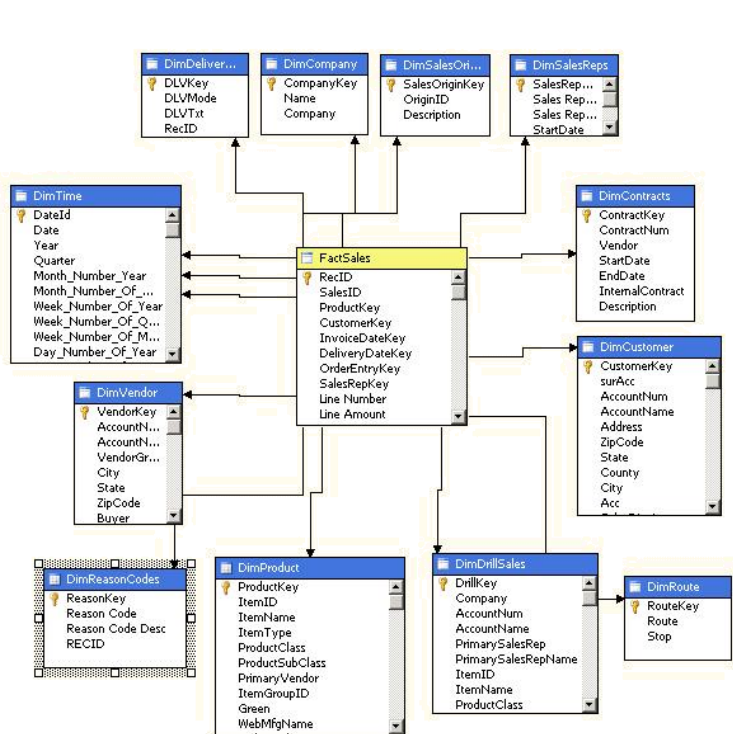 DimDeliver...
DLVKey
DLVMode
DLVTxt
RecID
DimCompany
CompanyKey
Name
Company
DimSalesOri...
SalesOriginKey
OriginID
Description
DimSalesReps
SalesRep...
Sales Rep...
Sales Rep...
StartDate
DimTime
DateId
Date
Year
Quarter
Month_Number_Year
Month_Number_Of_...
Week_Number_Of_Year
Week_Number_Of_Q...
Week_Number_Of_M...
Day_Number_Of_Year
FactSales
RecID
SalesID
ProductKey
CustomerKey
InvoiceDateKey
DeliveryDateKey
OrderEntryKey
SalesRepKey
Line Number
Line Amount
DimContracts
ContractKey
ContractNum
Vendor
StartDate
EndDate
InternalContract
Description
DimCustomer
CustomerKey
surAcc
AccountNum
AccountName
Address
ZipCode
State
County
City
Acc
DimVendor
VendorKey
AccountN...
AccountN...
VendorGr...
City
State
ZipCode
Buyer
DimReasonCodes
ReasonKey
Reason Code
Reason Code Desc
RECID
DimProduct
ProductKey
ItemID
ItemName
ItemType
ProductClass
ProductSubClass
PrimaryVendor
ItemGroupID
Green
WebMfgName
DimDrillSales
DrillKey
Company
AccountNum
AccountName
PrimarySalesRep
PrimarySalesRepName
ItemID
ItemName
ProductClass
DimRoute
RouteKey
Route
Stop